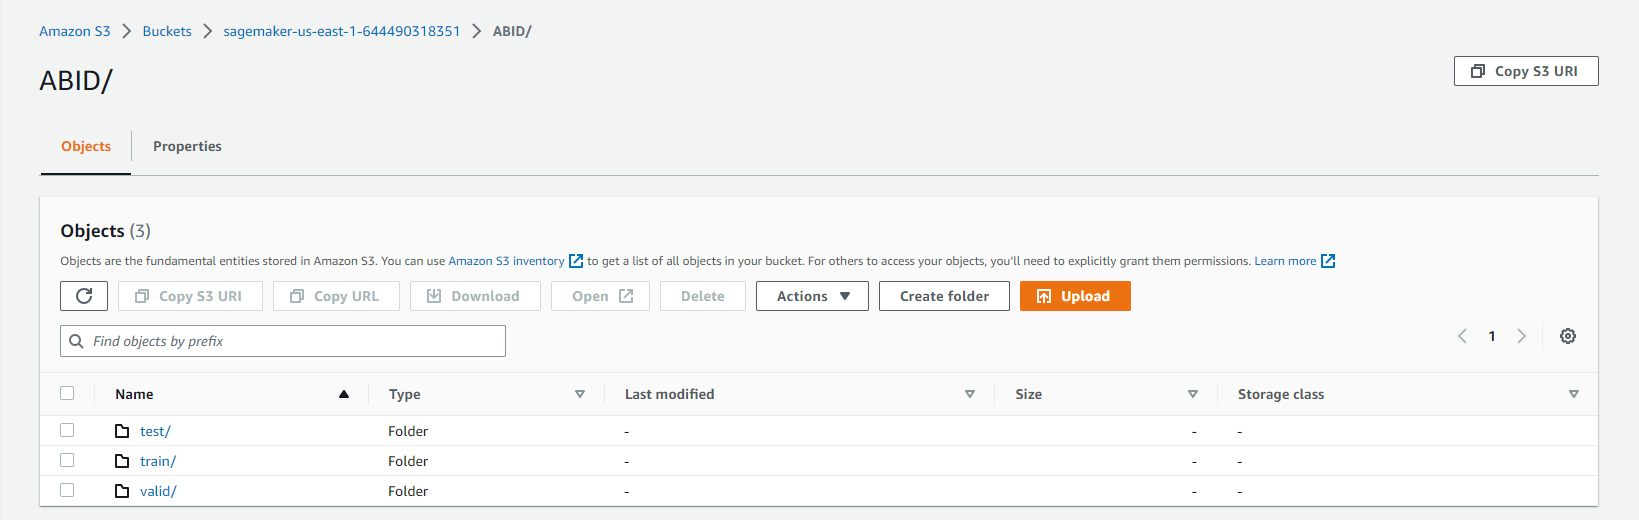 Amazon S3 > Buckets > sagemaker-us-east-1-644490318351 > ABID/
ABID/
Copy S3 URI
Objects Properties
Objects (3)
Objects are the fundamental entities stored in Amazon S3. You can use Amazon S3 inventory to get a list of all objects in your bucket. For others to access your objects, you'll need to explicitly grant them permissions. Learn more
Copy S3 URI Copy URL Download Open Delete Actions Create folder Upload
Find objects by prefix
1
Name Type Last modified Size Storage class
test/ Folder - - -
train/ Folder - - -
valid/ Folder - - -